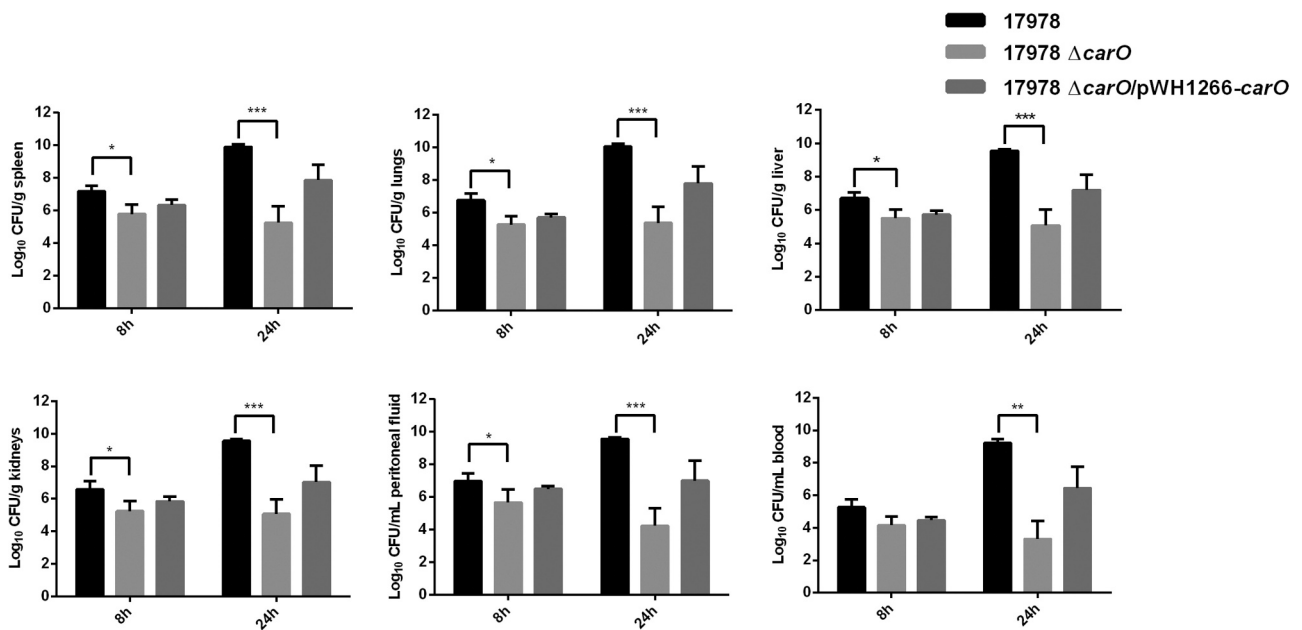 17978
17978 ΔcarO
17978 ΔcarO/pWH1266-carO
12
10
8
6
4
2
0
Log₁₀ CFU/g spleen
*
***
8h
24h
12
10
8
6
4
2
0
Log₁₀ CFU/g lungs
*
***
8h
24h
12
10
8
6
4
2
0
Log₁₀ CFU/g liver
*
***
8h
24h
12
10
8
6
4
2
0
Log₁₀ CFU/g kidneys
*
***
8h
24h
12
10
8
6
4
2
0
Log₁₀ CFU/mL peritoneal fluid
*
***
8h
24h
12
10
8
6
4
2
0
Log₁₀ CFU/mL blood
**
8h
24h